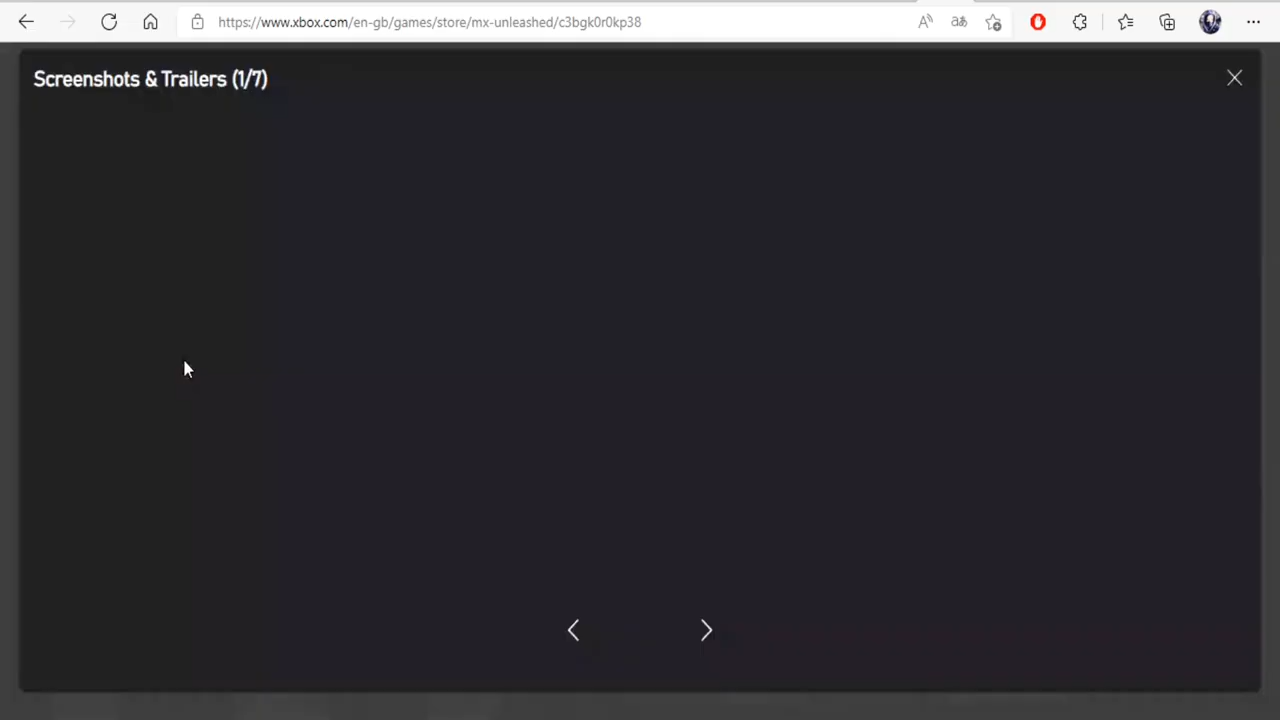 https://www.xbox.com/en-gb/games/store/mx-unleashed/c3bgk0r0kp38
Screenshots & Trailers (1/7)